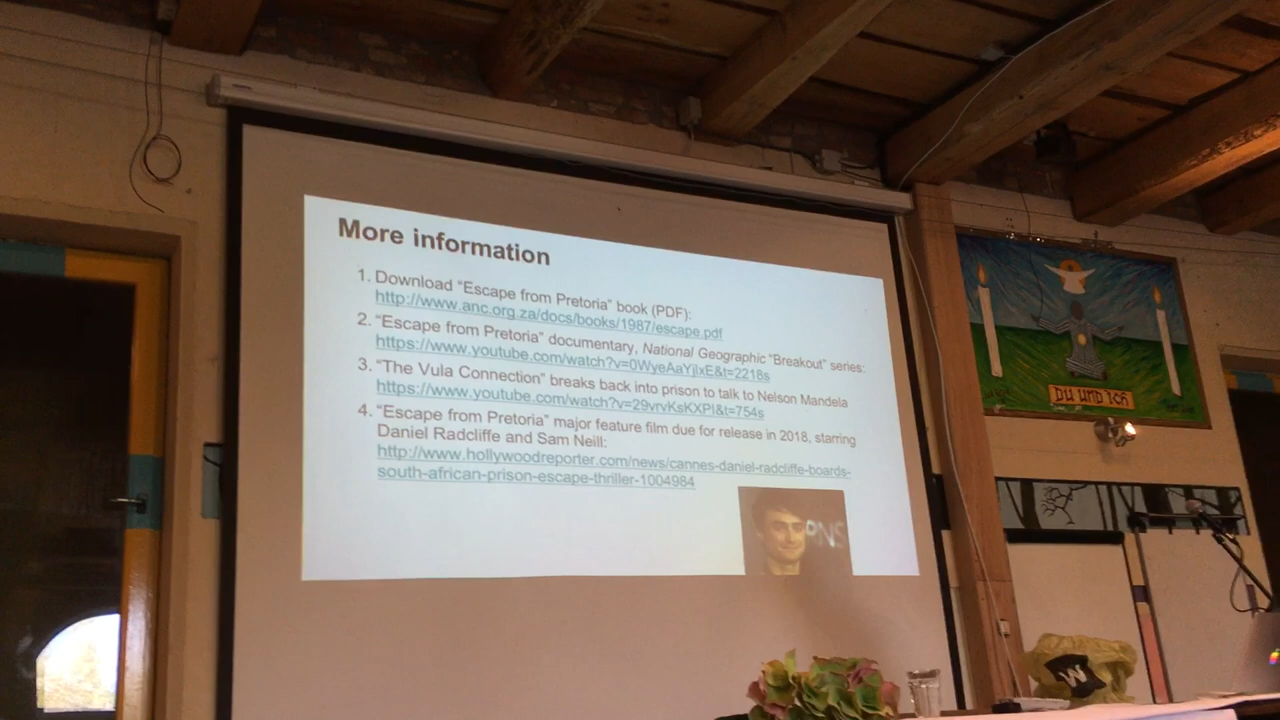 More information
1. Download “Escape from Pretoria” book (PDF):
http://www.anc.org.za/docs/books/1987/escape.pdf
2. “Escape from Pretoria” documentary, National Geographic “Breakout” series:
https://www.youtube.com/watch?v=0WyeAaYjIxE&t=2218s
3. “The Vula Connection” breaks back into prison to talk to Nelson Mandela
https://www.youtube.com/watch?v=29vrvKsKXPI&t=754s
4. “Escape from Pretoria” major feature film due for release in 2018, starring
Daniel Radcliffe and Sam Neill:
http://www.hollywoodreporter.com/news/cannes-daniel-radcliffe-boards-
south-african-prison-escape-thriller-1004984
ONS
DU UND ICH
W